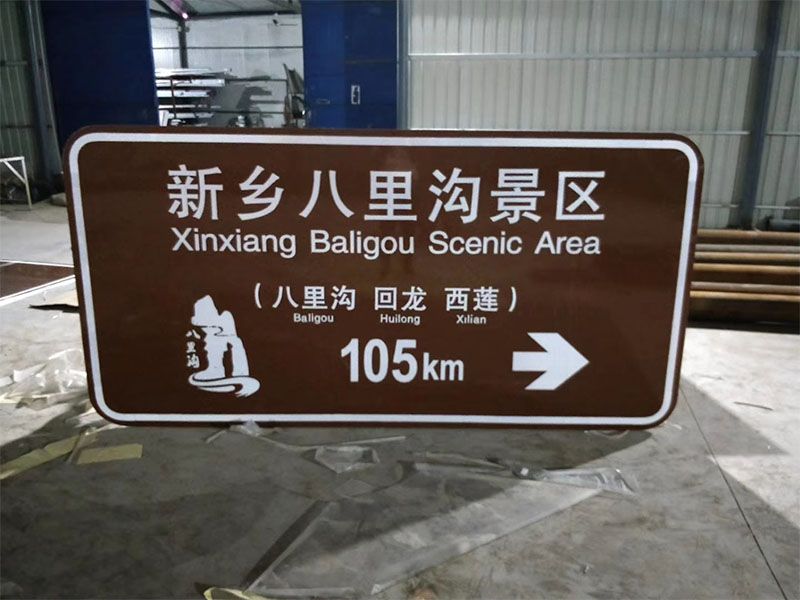 新乡八里沟景区
Xinxiang Baligou Scenic Area
(八里沟 回龙 西莲)
Baligou Huilong Xilian
八里沟
105km